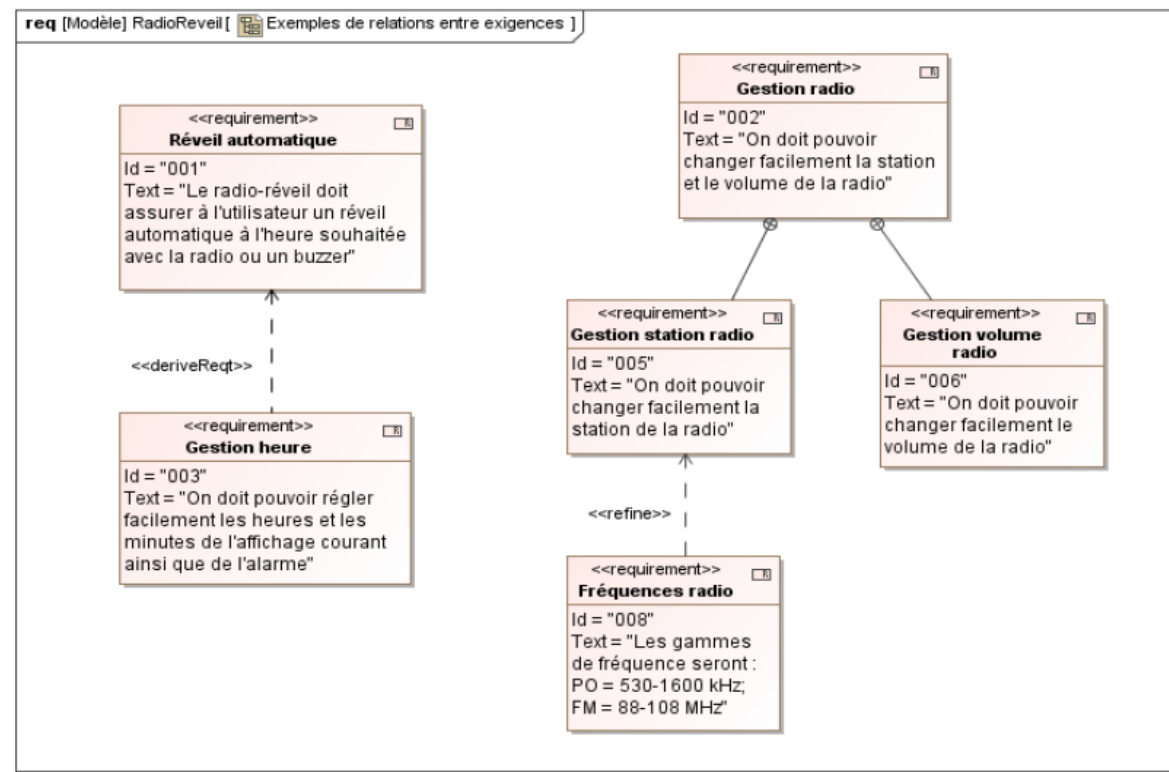 req [Modèle] RadioReveil [ Exemples de relations entre exigences ]
<<requirement>>
Réveil automatique
Id = "001"
Text = "Le radio-réveil doit
assurer à l'utilisateur un réveil
automatique à l'heure souhaitée
avec la radio ou un buzzer"
<<deriveReqt>>
<<requirement>>
Gestion heure
Id = "003"
Text = "On doit pouvoir régler
facilement les heures et les
minutes de l'affichage courant
ainsi que de l'alarme"
<<requirement>>
Gestion radio
Id = "002"
Text = "On doit pouvoir
changer facilement la station
et le volume de la radio"
<<requirement>>
Gestion station radio
Id = "005"
Text = "On doit pouvoir
changer facilement la
station de la radio"
<<requirement>>
Gestion volume
radio
Id = "006"
Text = "On doit pouvoir
changer facilement le
volume de la radio"
<<refine>>
<<requirement>>
Fréquences radio
Id = "008"
Text = "Les gammes
de fréquence seront :
PO = 530-1600 kHz;
FM = 88-108 MHz"